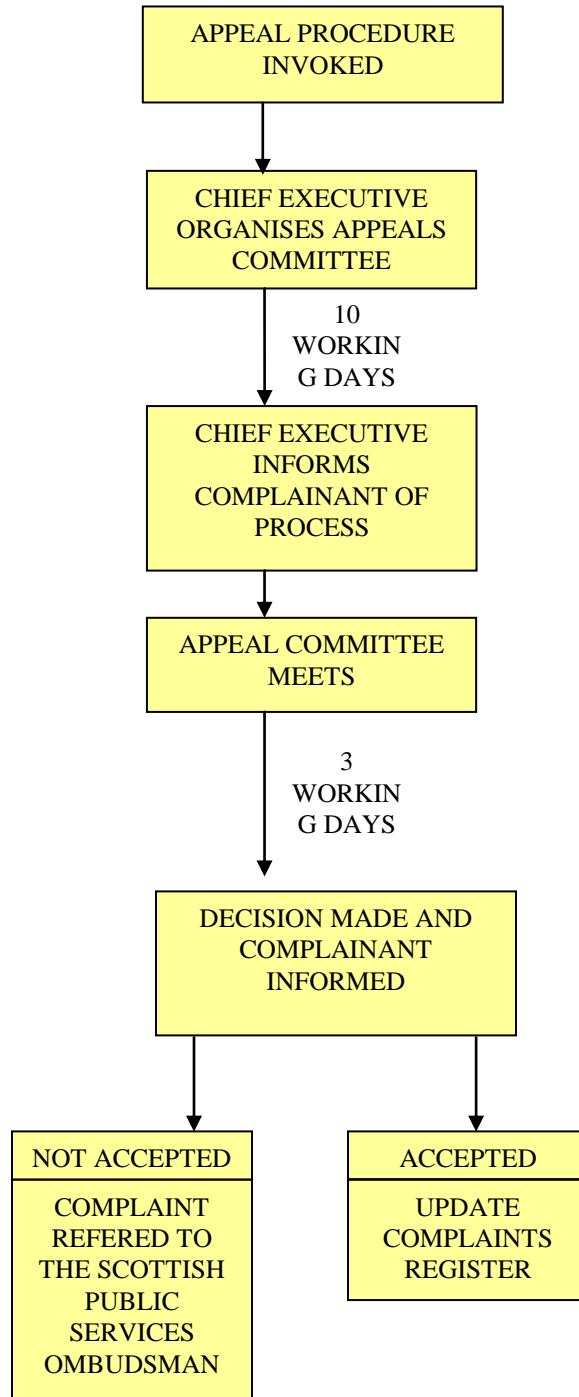 APPEAL PROCEDURE
INVOKED
CHIEF EXECUTIVE
ORGANISES APPEALS
COMMITTEE
10
WORKIN
G DAYS
CHIEF EXECUTIVE
INFORMS
COMPLAINANT OF
PROCESS
APPEAL COMMITTEE
MEETS
3
WORKIN
G DAYS
DECISION MADE AND
COMPLAINANT
INFORMED
NOT ACCEPTED
COMPLAINT
REFERED TO
THE SCOTTISH
PUBLIC
SERVICES
OMBUDSMAN
ACCEPTED
UPDATE
COMPLAINTS
REGISTER